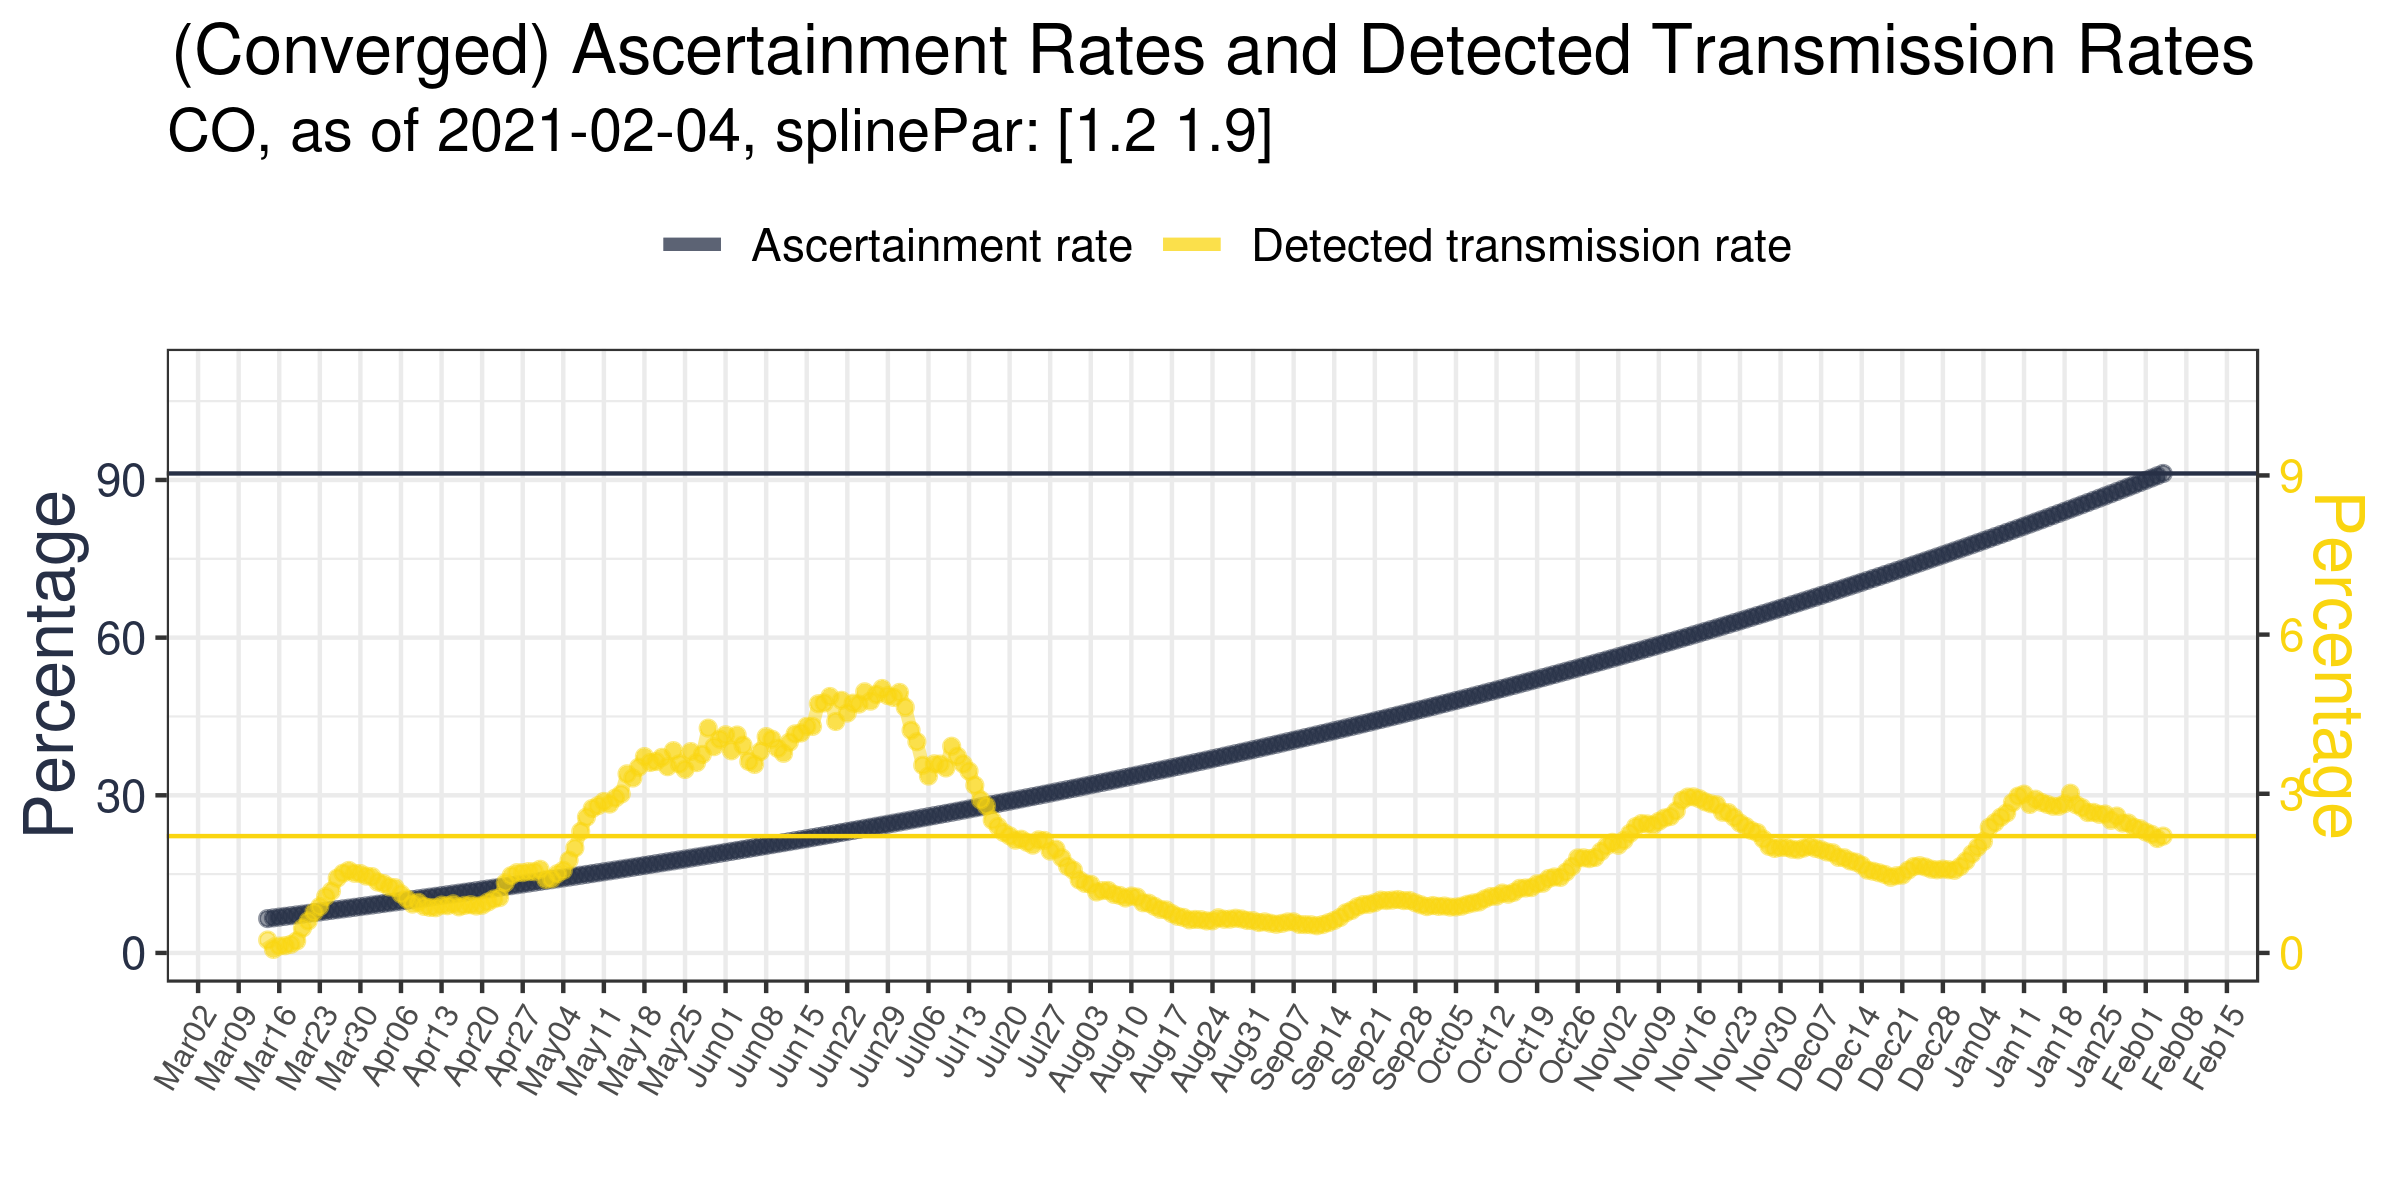 (Converged) Ascertainment Rates and Detected Transmission Rates
CO, as of 2021-02-04, splinePar: [1.2 1.9]
Ascertainment rate Detected transmission rate
Percentage
90
60
30
0
9
6
3
0
Percentage
Mar02 Mar09 Mar16 Mar23 Mar30 Apr06 Apr13 Apr20 Apr27 May04 May11 May18 May25 Jun01 Jun08 Jun15 Jun22 Jun29 Jul06 Jul13 Jul20 Jul27 Aug03 Aug10 Aug17 Aug24 Aug31 Sep07 Sep14 Sep21 Sep28 Oct05 Oct12 Oct19 Oct26 Nov02 Nov09 Nov16 Nov23 Nov30 Dec07 Dec14 Dec21 Dec28 Jan04 Jan11 Jan18 Jan25 Feb01 Feb08 Feb15